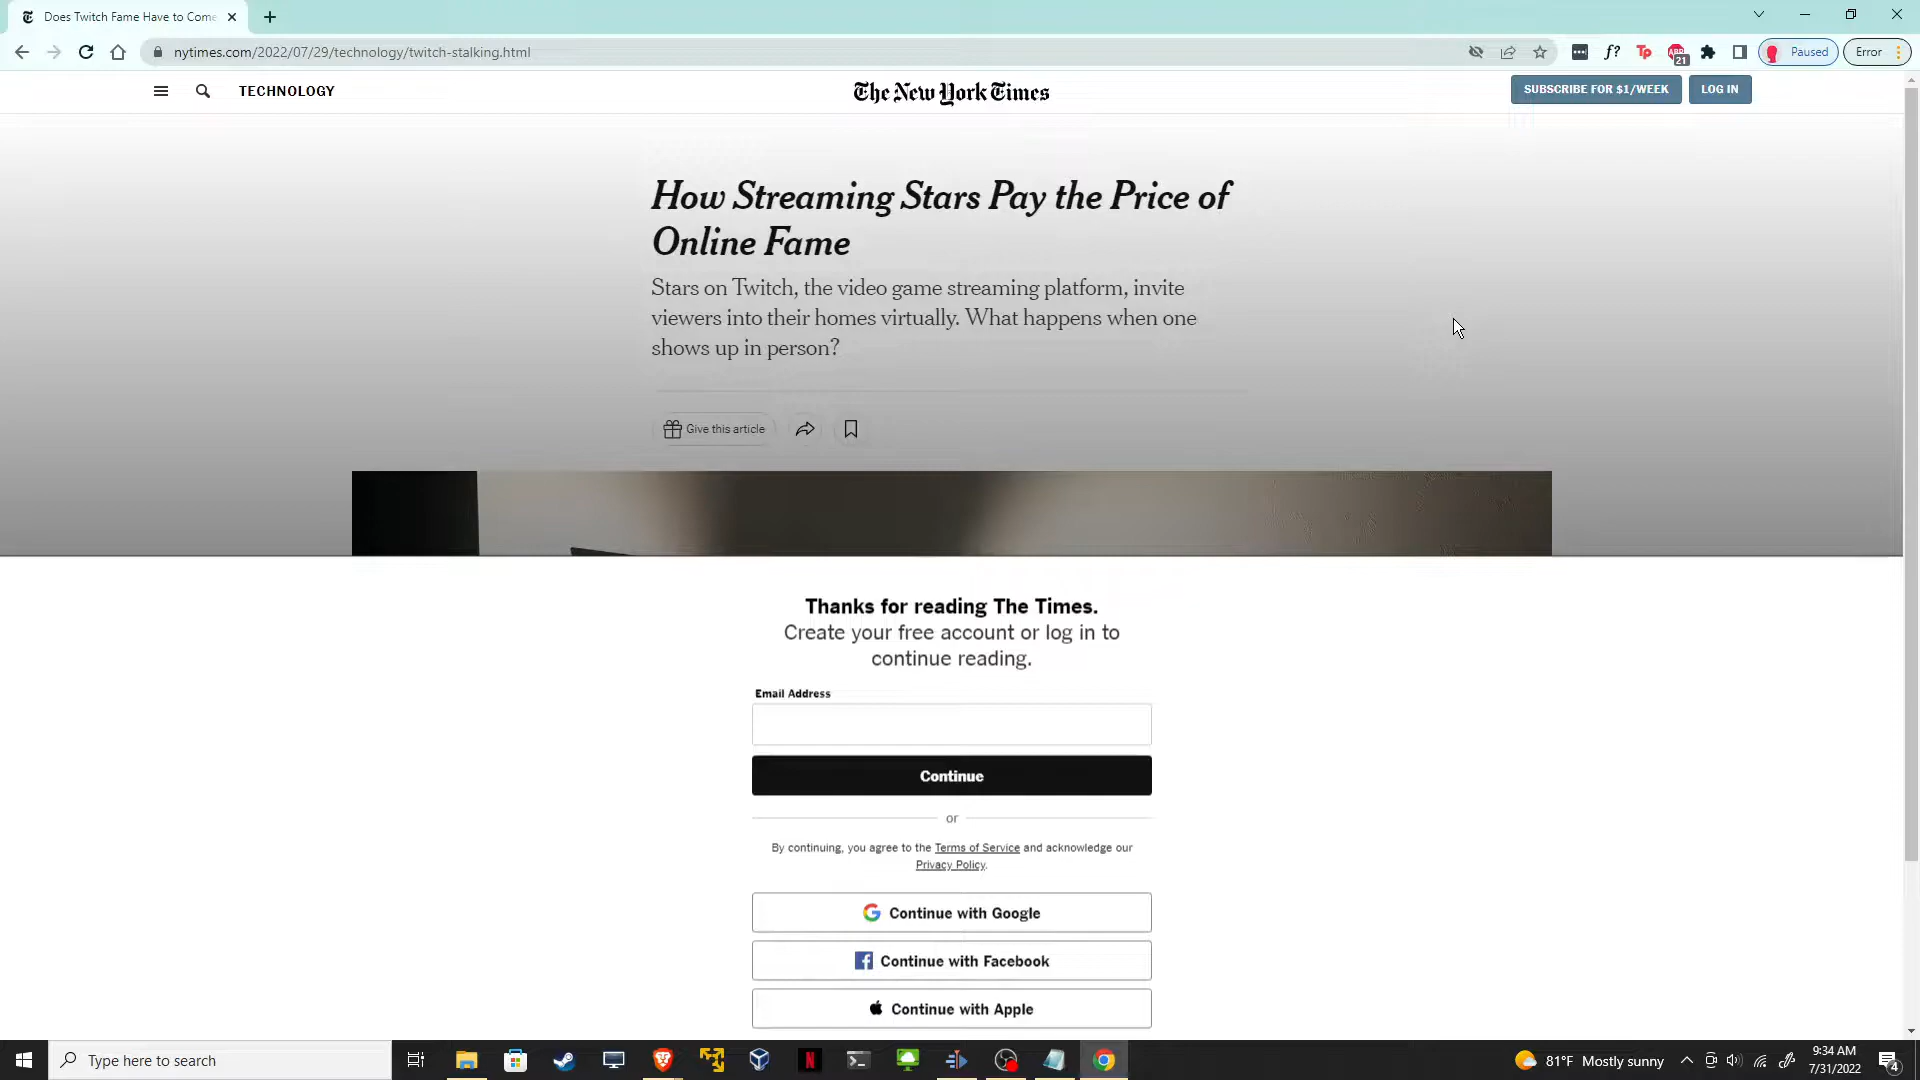 Does Twitch Fame Have to Come
nytimes.com/2022/07/29/technology/twitch-stalking.html
f?
Tp
ABP
21
Paused
Error
TECHNOLOGY
The New York Times
SUBSCRIBE FOR $1/WEEK
LOG IN
How Streaming Stars Pay the Price of
Online Fame
Stars on Twitch, the video game streaming platform, invite
viewers into their homes virtually. What happens when one
shows up in person?
Give this article
Thanks for reading The Times.
Create your free account or log in to
continue reading.
Email Address
Continue
or
By continuing, you agree to the Terms of Service and acknowledge our
Privacy Policy.
Continue with Google
Continue with Facebook
Continue with Apple
Type here to search
N
81°F Mostly sunny
9:34 AM
7/31/2022
4